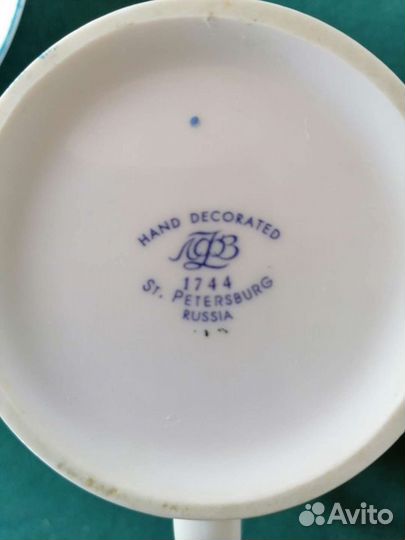 HAND DECORATED
ЛФЗ
1744
ST. PETERSBURG
RUSSIA
Avito